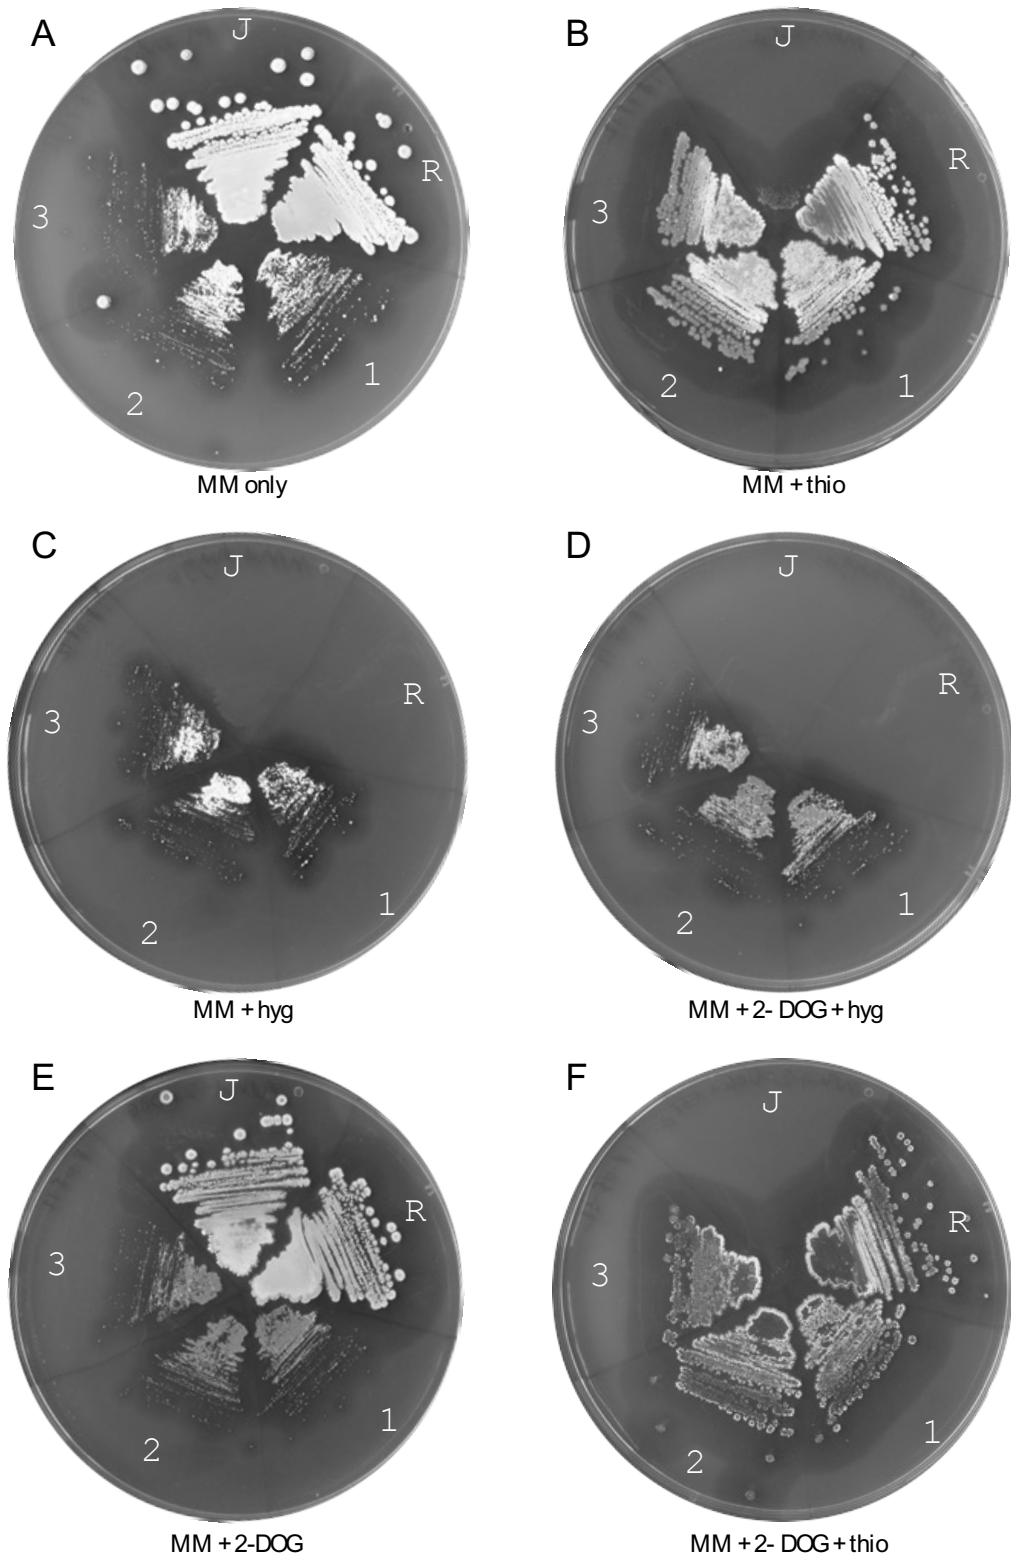 A
J
R
3
2
1
MM only
B
J
R
3
2
1
MM + thio
C
J
R
3
2
1
MM + hyg
D
J
R
3
2
1
MM + 2- DOG + hyg
E
J
R
3
2
1
MM + 2-DOG
F
J
R
3
2
1
MM + 2- DOG + thio